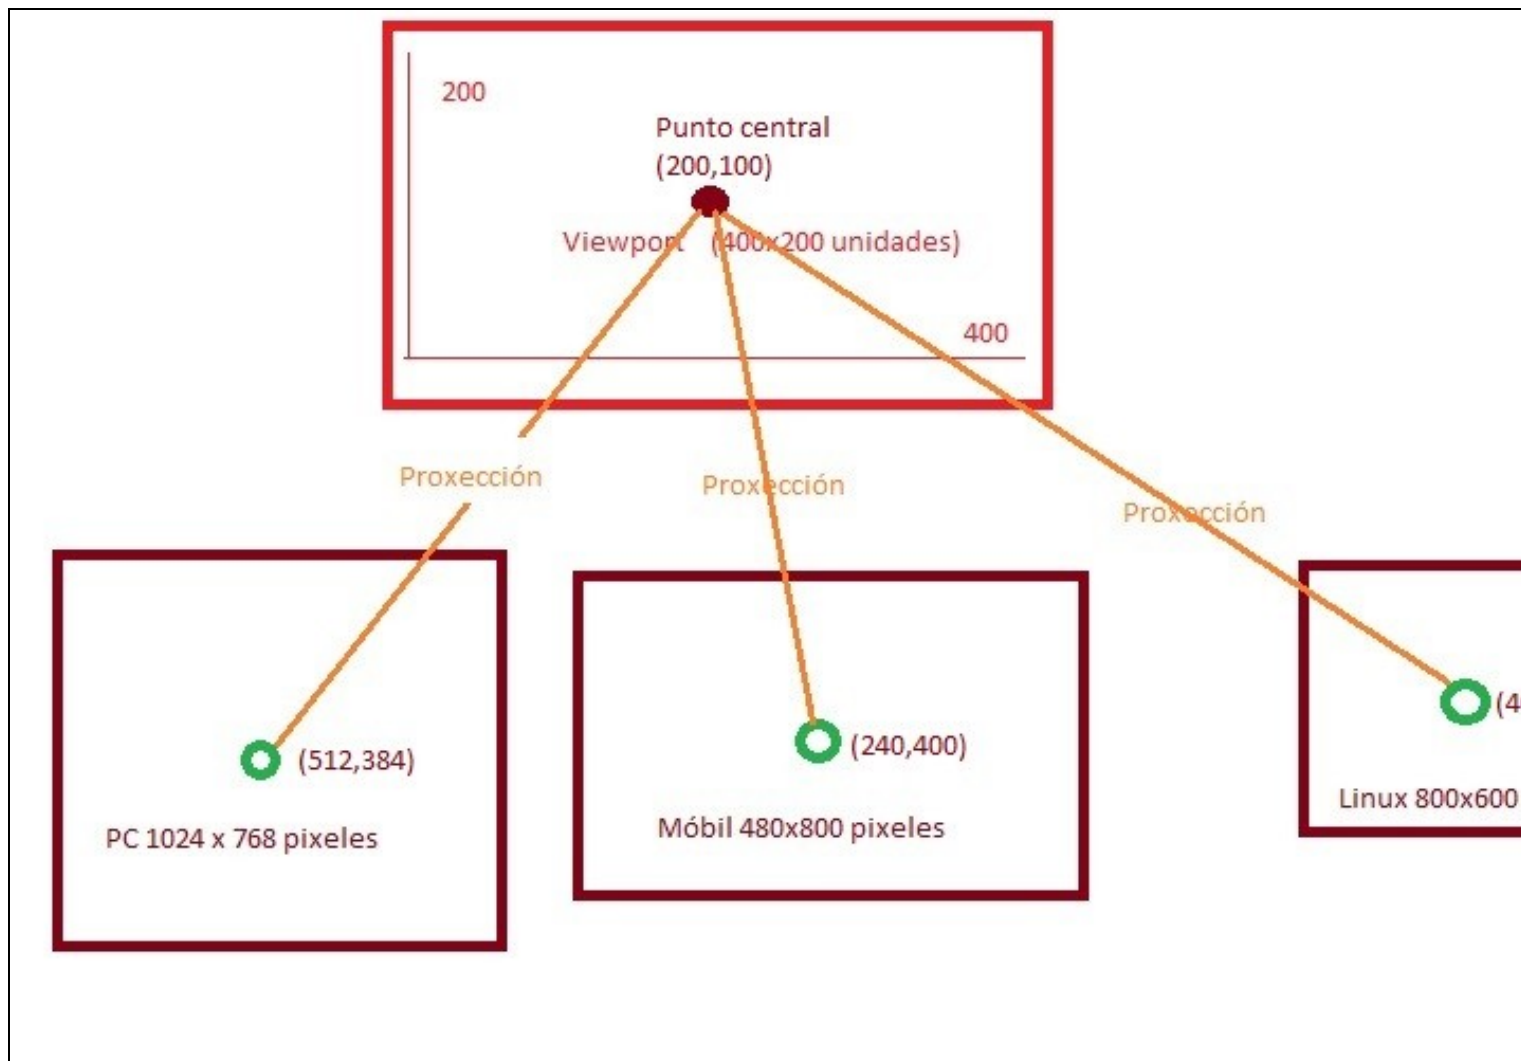 200
Punto central
(200,100)
Viewport (400x200 unidades)
400
Proxección
Proxección
Proxección
(512,384)
(240,400)
PC 1024 x 768 pixeles
Móbil 480x800 pixeles
Linux 800x600